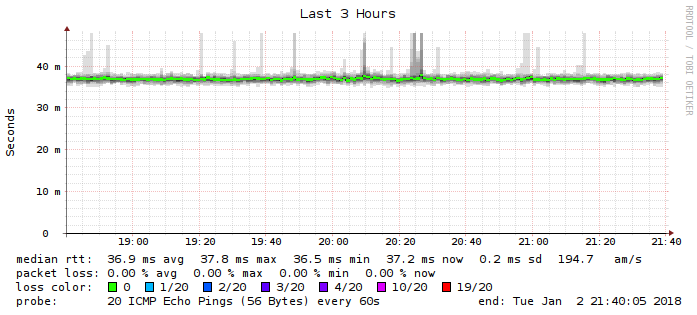 Last 3 Hours
RRDTOOL / TOBI OETIKER
Seconds
40 m
30 m
20 m
10 m
0
19:00 19:20 19:40 20:00 20:20 20:40 21:00 21:20 21:40
median rtt: 36.9 ms avg 37.8 ms max 36.5 ms min 37.2 ms now 0.2 ms sd 194.7 am/s
packet loss: 0.00 % avg 0.00 % max 0.00 % min 0.00 % now
loss color: 0 1/20 2/20 3/20 4/20 10/20 19/20
probe: 20 ICMP Echo Pings (56 Bytes) every 60s end: Tue Jan 2 21:40:05 2018